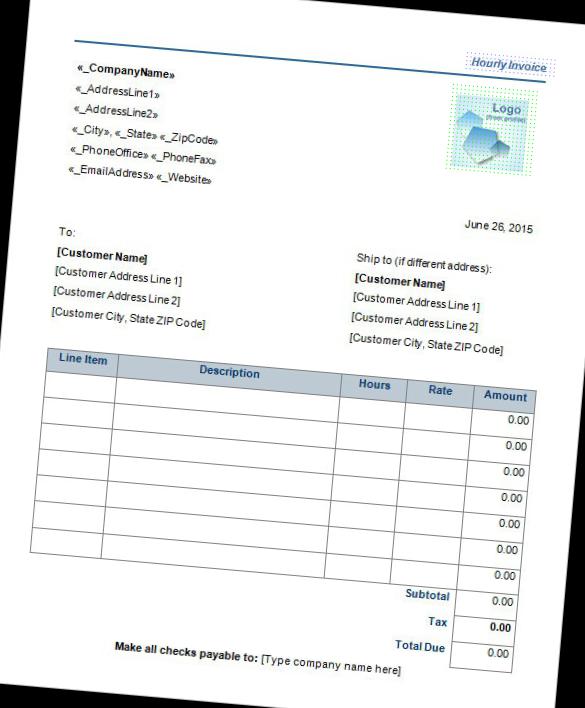 Hourly Invoice
«_CompanyName»
«_AddressLine1»
«_AddressLine2»
«_City», «_State» «_ZipCode»
«_PhoneOffice» «_PhoneFax»
«_EmailAddress» «_Website»
Logo
(from profile)
June 26, 2015
To:
[Customer Name]
[Customer Address Line 1]
[Customer Address Line 2]
[Customer City, State ZIP Code]
Ship to (if different address):
[Customer Name]
[Customer Address Line 1]
[Customer Address Line 2]
[Customer City, State ZIP Code]
Line Item Description Hours Rate Amount
0.00
0.00
0.00
0.00
0.00
0.00
0.00
Subtotal 0.00
Tax 0.00
Total Due 0.00
Make all checks payable to: [Type company name here]